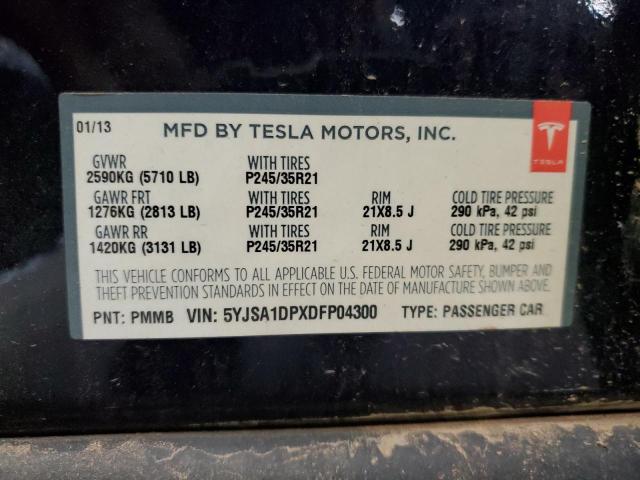 01/13 MFD BY TESLA MOTORS, INC.
TESLA
GVWR WITH TIRES
2590KG (5710 LB) P245/35R21
GAWR FRT WITH TIRES RIM COLD TIRE PRESSURE
1276KG (2813 LB) P245/35R21 21X8.5 J 290 kPa, 42 psi
GAWR RR WITH TIRES RIM COLD TIRE PRESSURE
1420KG (3131 LB) P245/35R21 21X8.5 J 290 kPa, 42 psi
THIS VEHICLE CONFORMS TO ALL APPLICABLE U.S. FEDERAL MOTOR SAFETY, BUMPER AND
THEFT PREVENTION STANDARDS IN EFFECT ON THE DATE OF MANUFACTURE SHOWN ABOVE.
PNT: PMMB VIN: 5YJSA1DPXDFP04300 TYPE: PASSENGER CAR